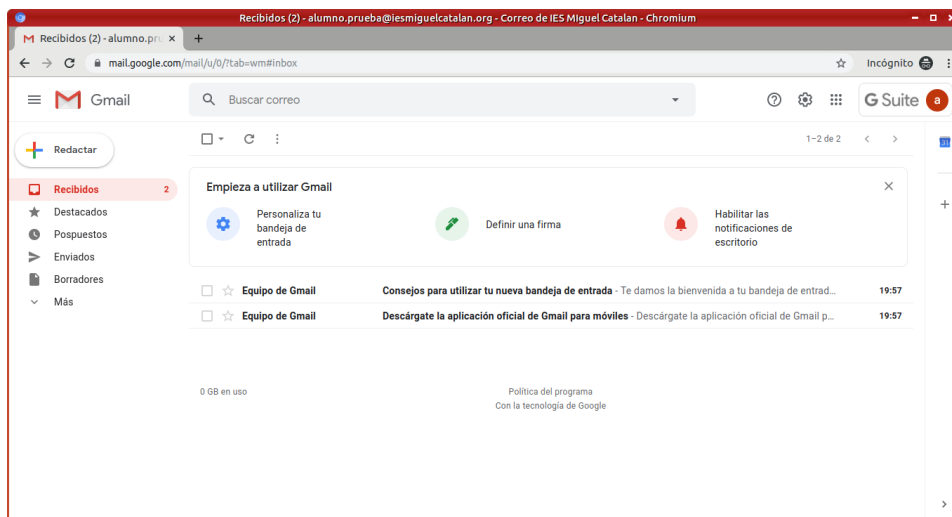 Recibidos (2) - alumno.prueba@iesmiguelcatalan.org - Correo de IES MIguel Catalan - Chromium
Recibidos (2) - alumno.pru
mail.google.com/mail/u/0/?tab=wm#inbox
Incógnito
Gmail
Buscar correo
G Suite
a
Redactar
1–2 de 2
31
Recibidos 2
Destacados
Pospuestos
Enviados
Borradores
Más
Empieza a utilizar Gmail
Personaliza tu
bandeja de
entrada
Definir una firma
Habilitar las
notificaciones de
escritorio
Equipo de Gmail Consejos para utilizar tu nueva bandeja de entrada - Te damos la bienvenida a tu bandeja de entrad... 19:57
Equipo de Gmail Descárgate la aplicación oficial de Gmail para móviles - Descárgate la aplicación oficial de Gmail p... 19:57
0 GB en uso
Política del programa
Con la tecnología de Google